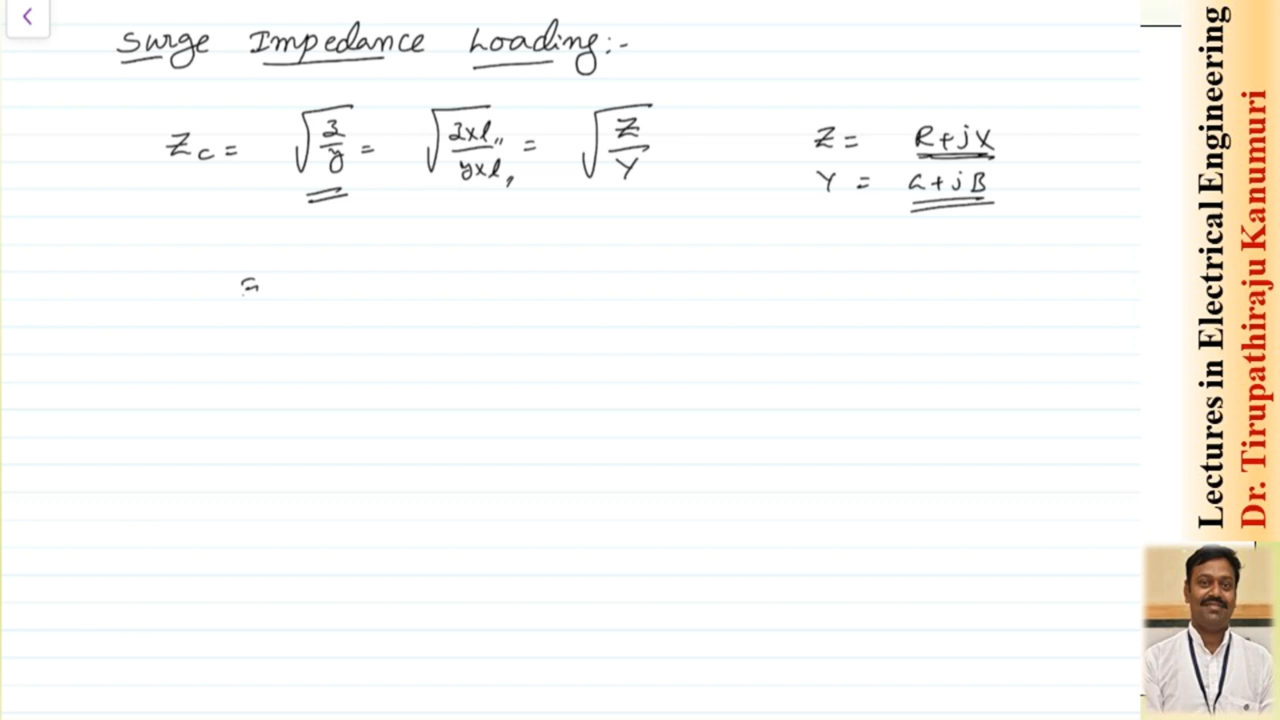 Surge Impedance Loading:-
Zc = √(z/y) = √(z×l/y×l) = √(Z/Y)
Z = R+jX
Y = G+jB
=
Lectures in Electrical Engineering
Dr. Tirupathiraju Kanumuri